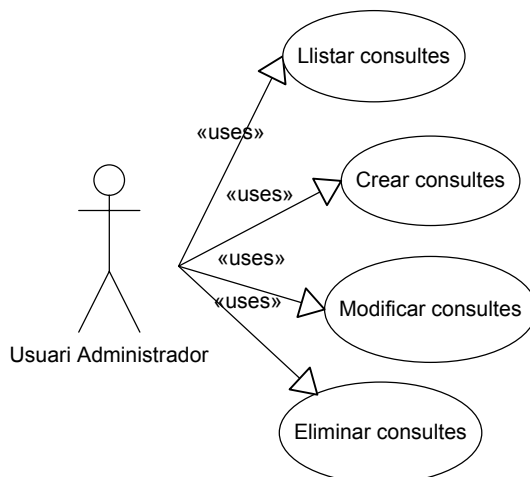 Llistar consultes
«uses»
Crear consultes
«uses»
«uses»
«uses»
Modificar consultes
Usuari Administrador
Eliminar consultes